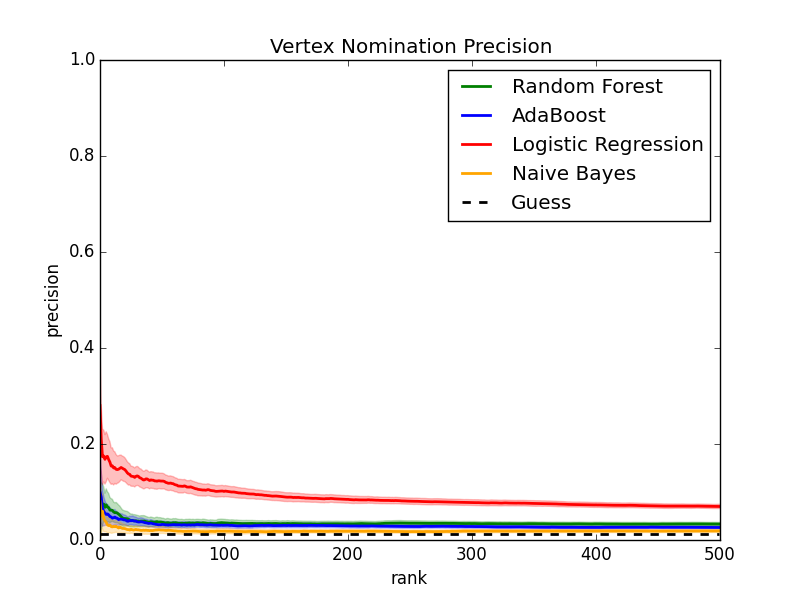 Vertex Nomination Precision
1.0
0.8
0.6
0.4
0.2
0.0
precision
Random Forest
AdaBoost
Logistic Regression
Naive Bayes
Guess
0 100 200 300 400 500
rank